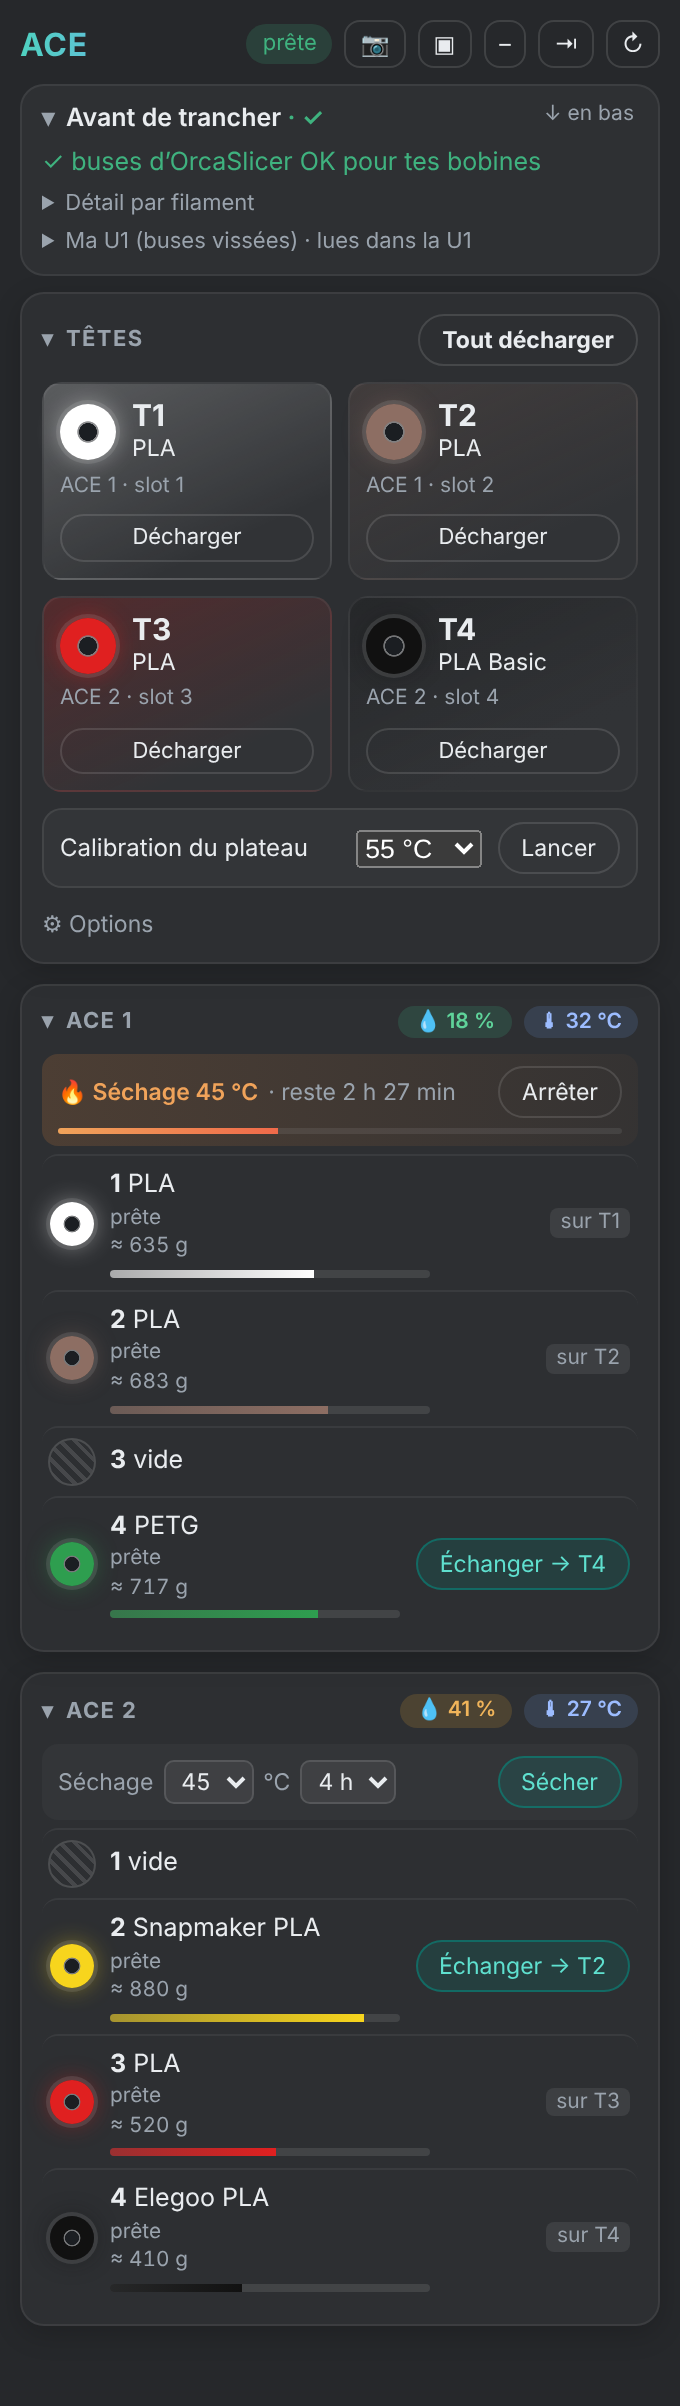 ACE prête
▼ Avant de trancher · ✓ ↓ en bas
✓ buses d’OrcaSlicer OK pour tes bobines
▶ Détail par filament
▶ Ma U1 (buses vissées) · lues dans la U1
▼ TÊTES Tout décharger
T1
PLA
ACE 1 · slot 1
Décharger
T2
PLA
ACE 1 · slot 2
Décharger
T3
PLA
ACE 2 · slot 3
Décharger
T4
PLA Basic
ACE 2 · slot 4
Décharger
Calibration du plateau 55 °C Lancer
⚙ Options
▼ ACE 1 💧 18 % 🌡 32 °C
🔥 Séchage 45 °C · reste 2 h 27 min Arrêter
1 PLA
prête
≈ 635 g
sur T1
2 PLA
prête
≈ 683 g
sur T2
3 vide
4 PETG
prête
≈ 717 g
Échanger → T4
▼ ACE 2 💧 41 % 🌡 27 °C
Séchage 45 °C 4 h Sécher
1 vide
2 Snapmaker PLA
prête
≈ 880 g
Échanger → T2
3 PLA
prête
≈ 520 g
sur T3
4 Elegoo PLA
prête
≈ 410 g
sur T4